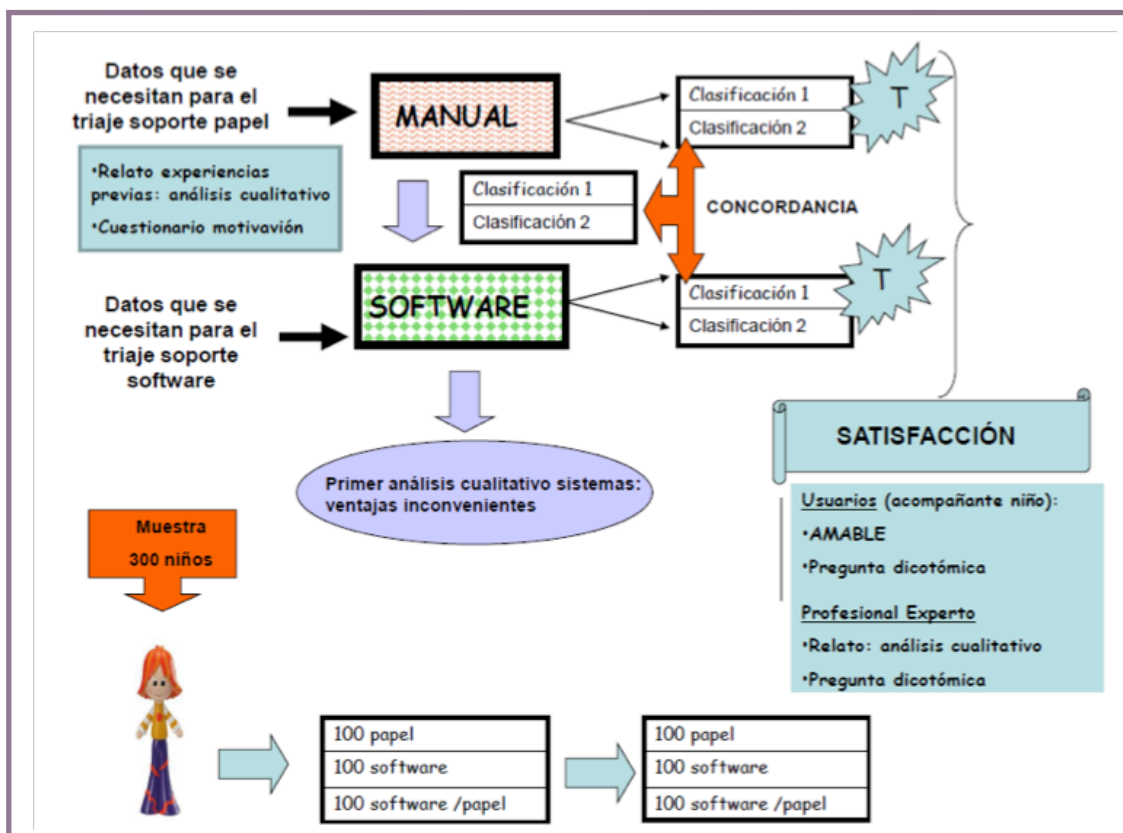 Datos que se
necesitan para el
triaje soporte papel
MANUAL
Clasificación 1
Clasificación 2
T
•Relato experiencias
previas: análisis cualitativo
•Cuestionario motivavión
Clasificación 1
Clasificación 2
CONCORDANCIA
Datos que se
necesitan para el
triaje soporte
software
SOFTWARE
Clasificación 1
Clasificación 2
T
Primer análisis cualitativo sistemas:
ventajas inconvenientes
SATISFACCIÓN
Usuarios (acompañante niño):
•AMABLE
•Pregunta dicotómica
Profesional Experto
•Relato: análisis cualitativo
•Pregunta dicotómica
Muestra
300 niños
100 papel
100 software
100 software /papel
100 papel
100 software
100 software /papel